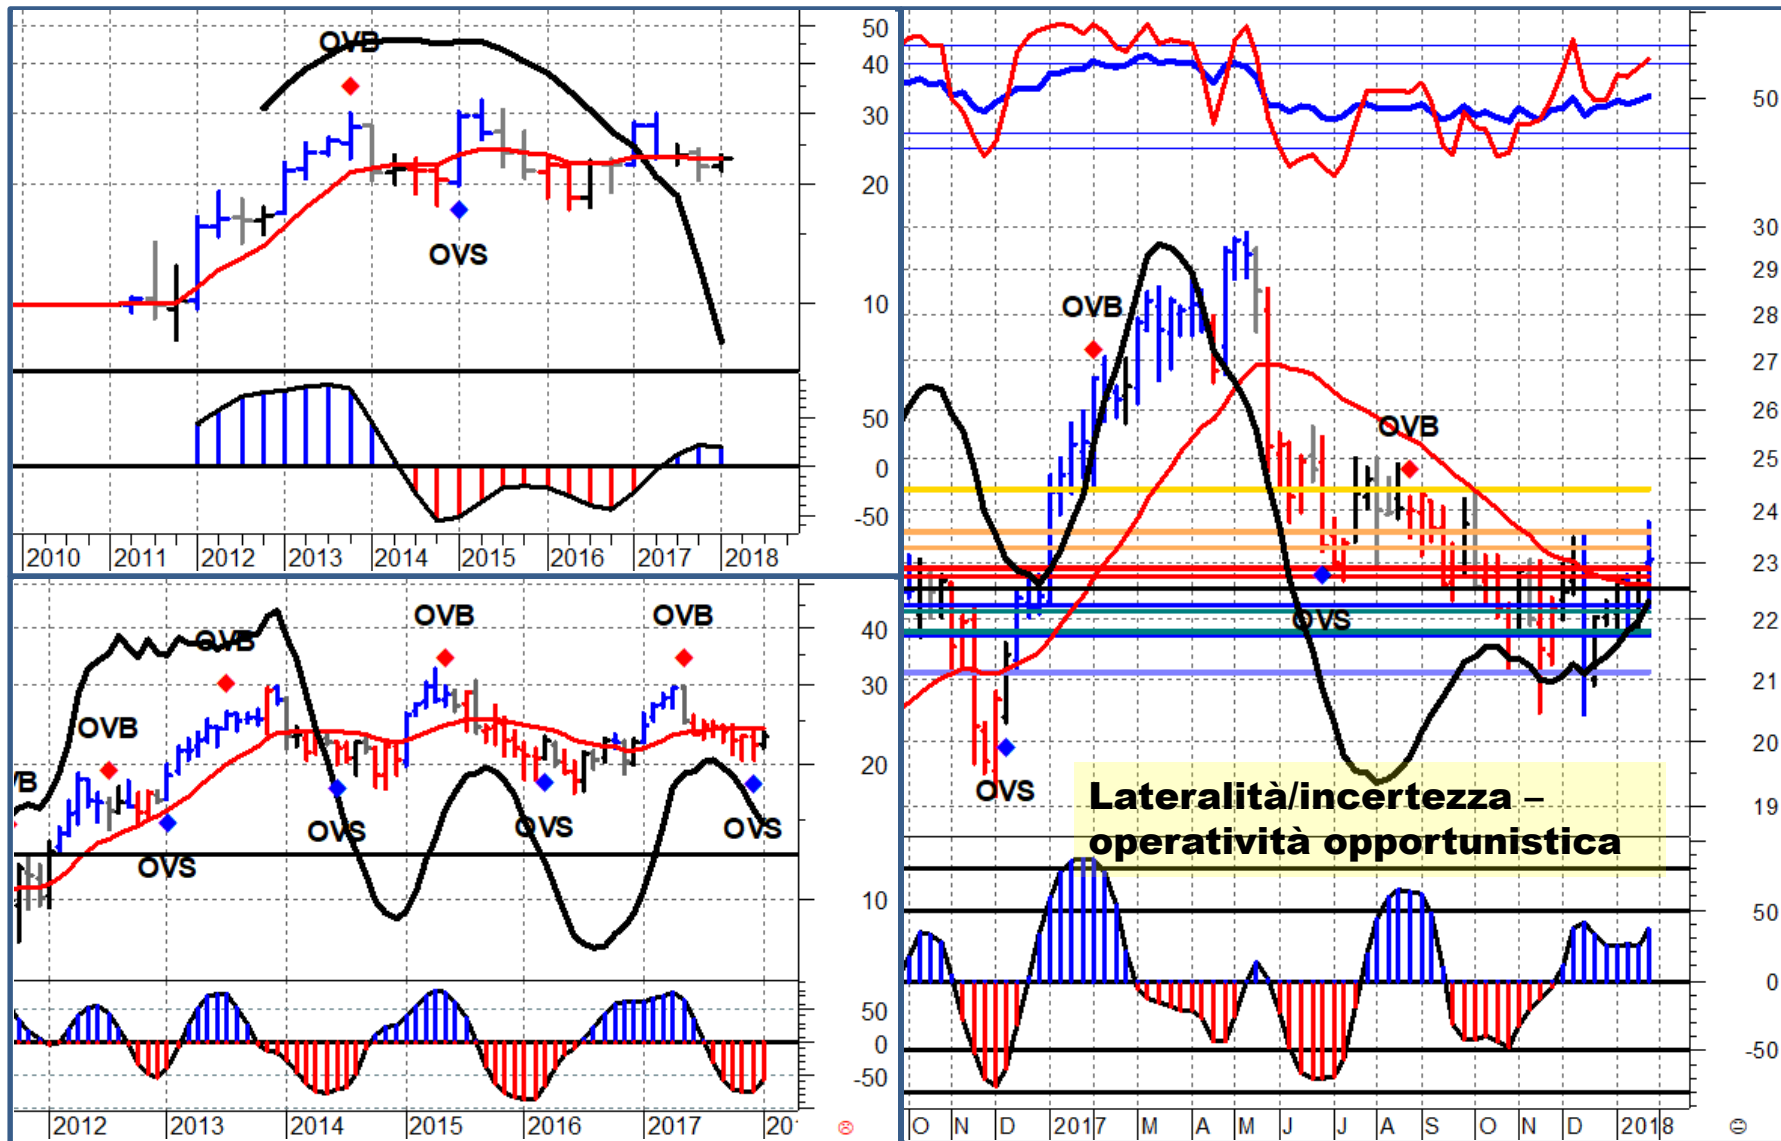 OVB
50
40
30
20
10
OVS
50
0
-50
2010 2011 2012 2013 2014 2015 2016 2017 2018
OVB
OVB
OVB
OVB
VB
40
30
20
10
OVS
OVS
OVS
OVS
50
0
-50
2012 2013 2014 2015 2016 2017 20
50
30
29
28
27
26
25
24
23
22
21
20
19
OVB
OVB
OVS
OVS
Lateralità/incertezza –
operatività opportunistica
50
0
-50
O N D 2017 M A M J J A S O N D 2018